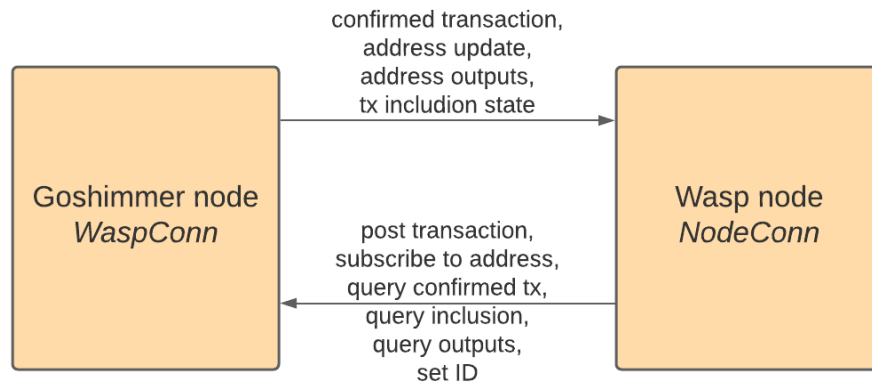 confirmed transaction,
address update,
address outputs,
tx includion state
Goshimmer node
WaspConn
Wasp node
NodeConn
post transaction,
subscribe to address,
query confirmed tx,
query inclusion,
query outputs,
set ID